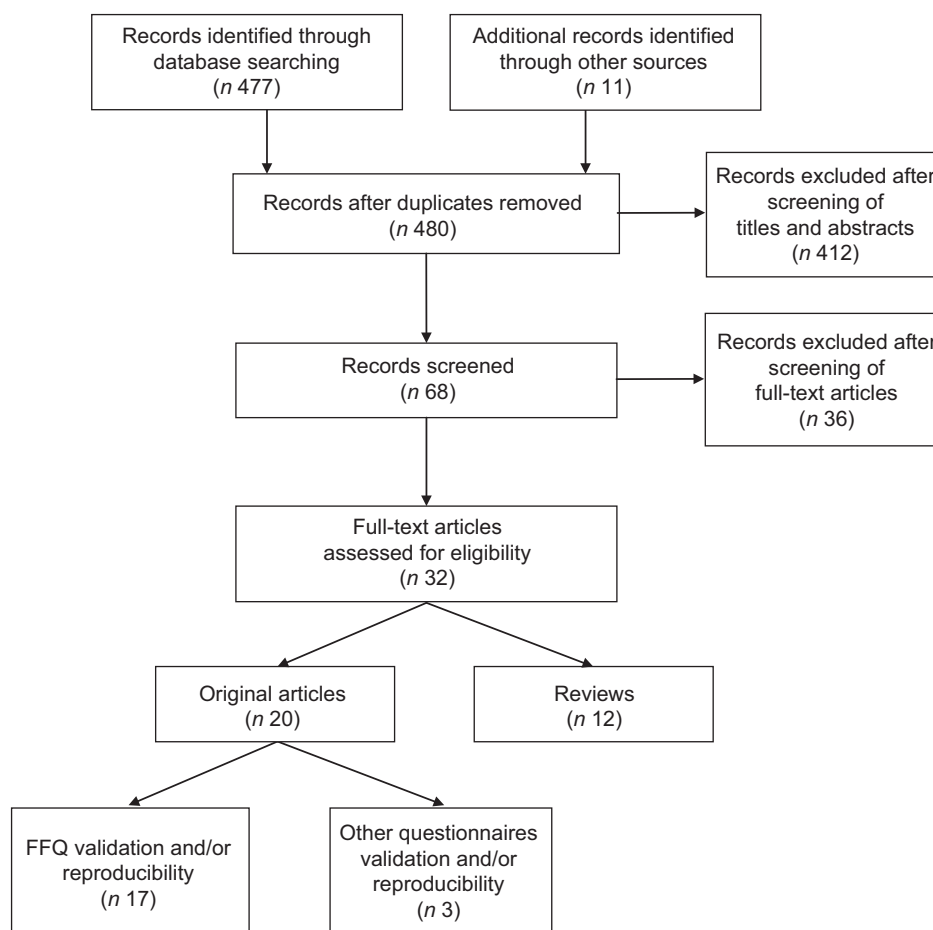 Records identified through
database searching
(n 477)
Additional records identified
through other sources
(n 11)
Records after duplicates removed
(n 480)
Records excluded after
screening of
titles and abstracts
(n 412)
Records screened
(n 68)
Records excluded after
screening of
full-text articles
(n 36)
Full-text articles
assessed for eligibility
(n 32)
Original articles
(n 20)
Reviews
(n 12)
FFQ validation and/or
reproducibility
(n 17)
Other questionnaires
validation and/or
reproducibility
(n 3)